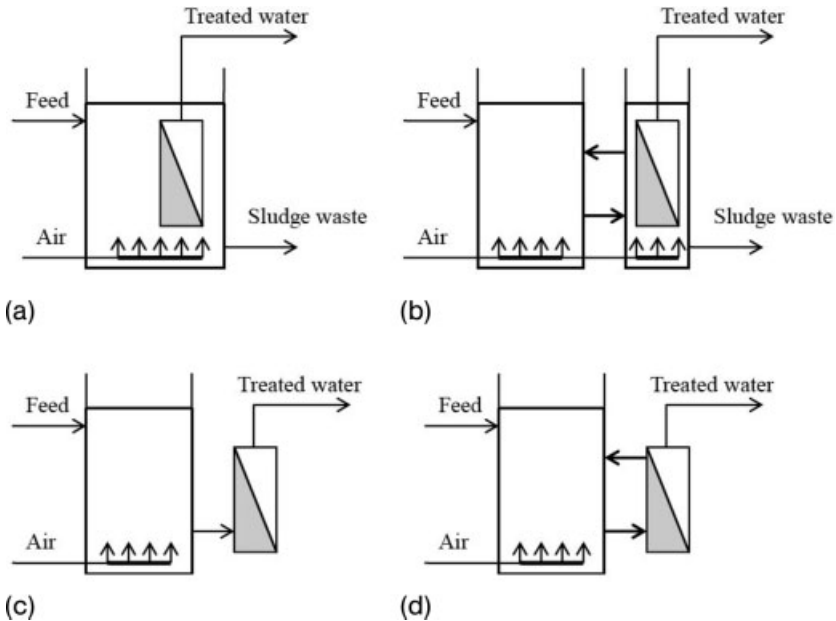 Treated water
Feed
Sludge waste
Air
(a)
Treated water
Feed
Sludge waste
Air
(b)
Treated water
Feed
Air
(c)
Treated water
Feed
Air
(d)